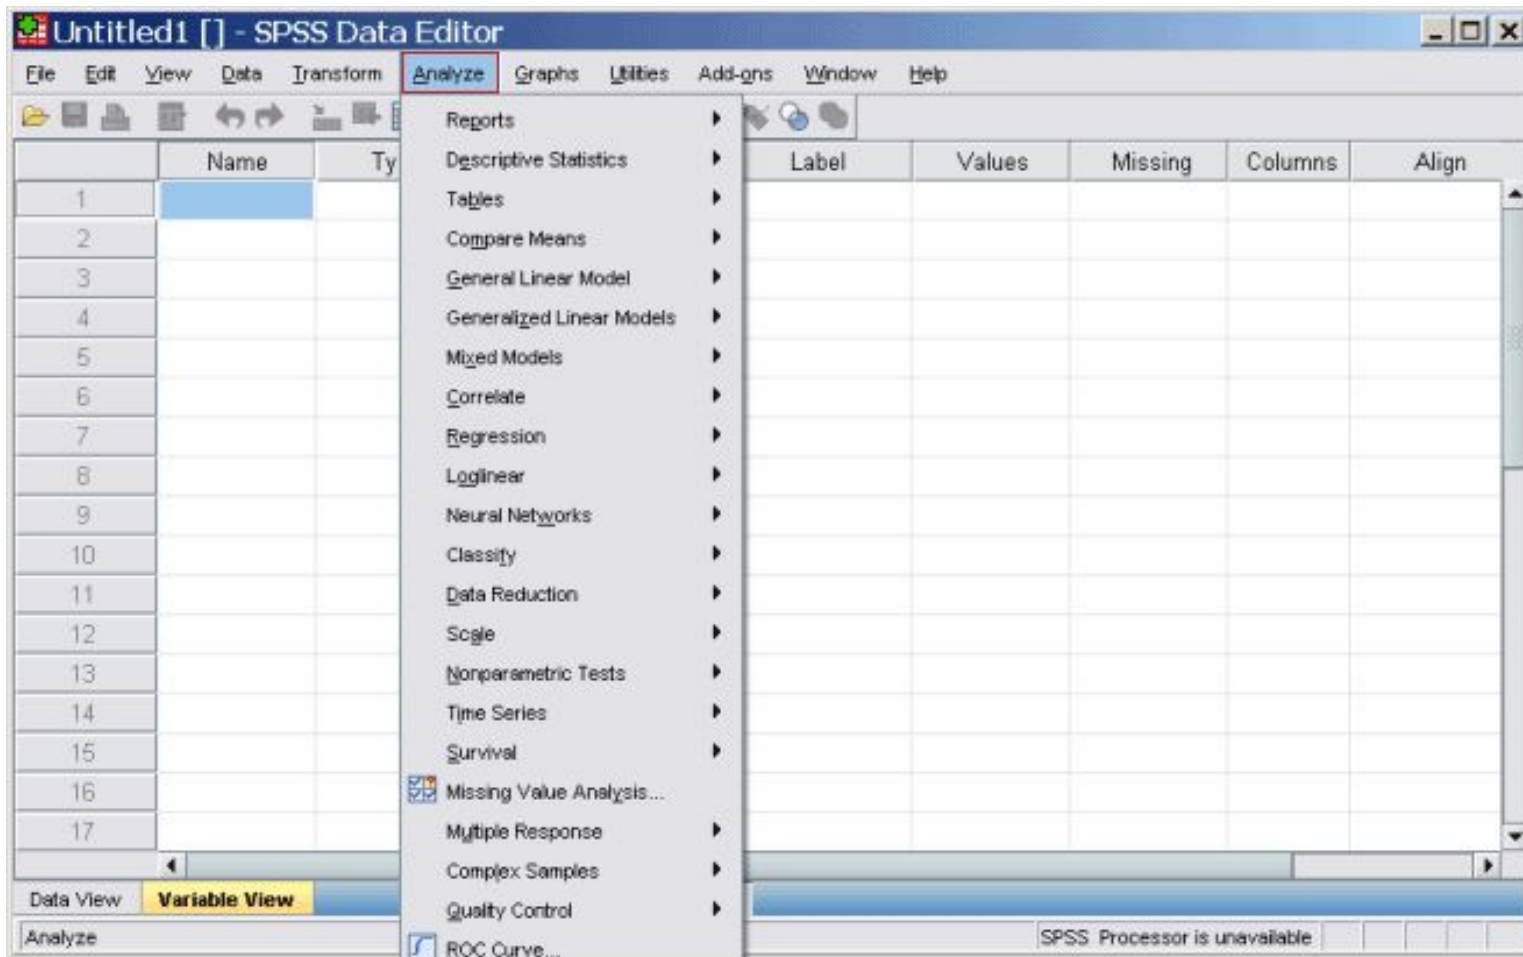 Untitled1 [] - SPSS Data Editor
File Edit View Data Transform Analyze Graphs Utilities Add-ons Window Help
Name Ty Label Values Missing Columns Align
1
2
3
4
5
6
7
8
9
10
11
12
13
14
15
16
17
Reports
Descriptive Statistics
Tables
Compare Means
General Linear Model
Generalized Linear Models
Mixed Models
Correlate
Regression
Loglinear
Neural Networks
Classify
Data Reduction
Scale
Nonparametric Tests
Time Series
Survival
Missing Value Analysis...
Multiple Response
Complex Samples
Quality Control
ROC Curve...
Data View Variable View
Analyze SPSS Processor is unavailable